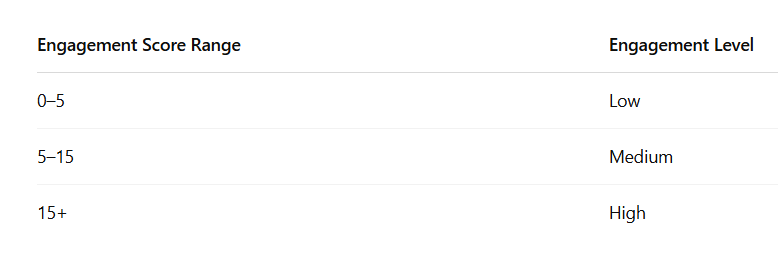 Engagement Score Range Engagement Level
0–5 Low
5–15 Medium
15+ High